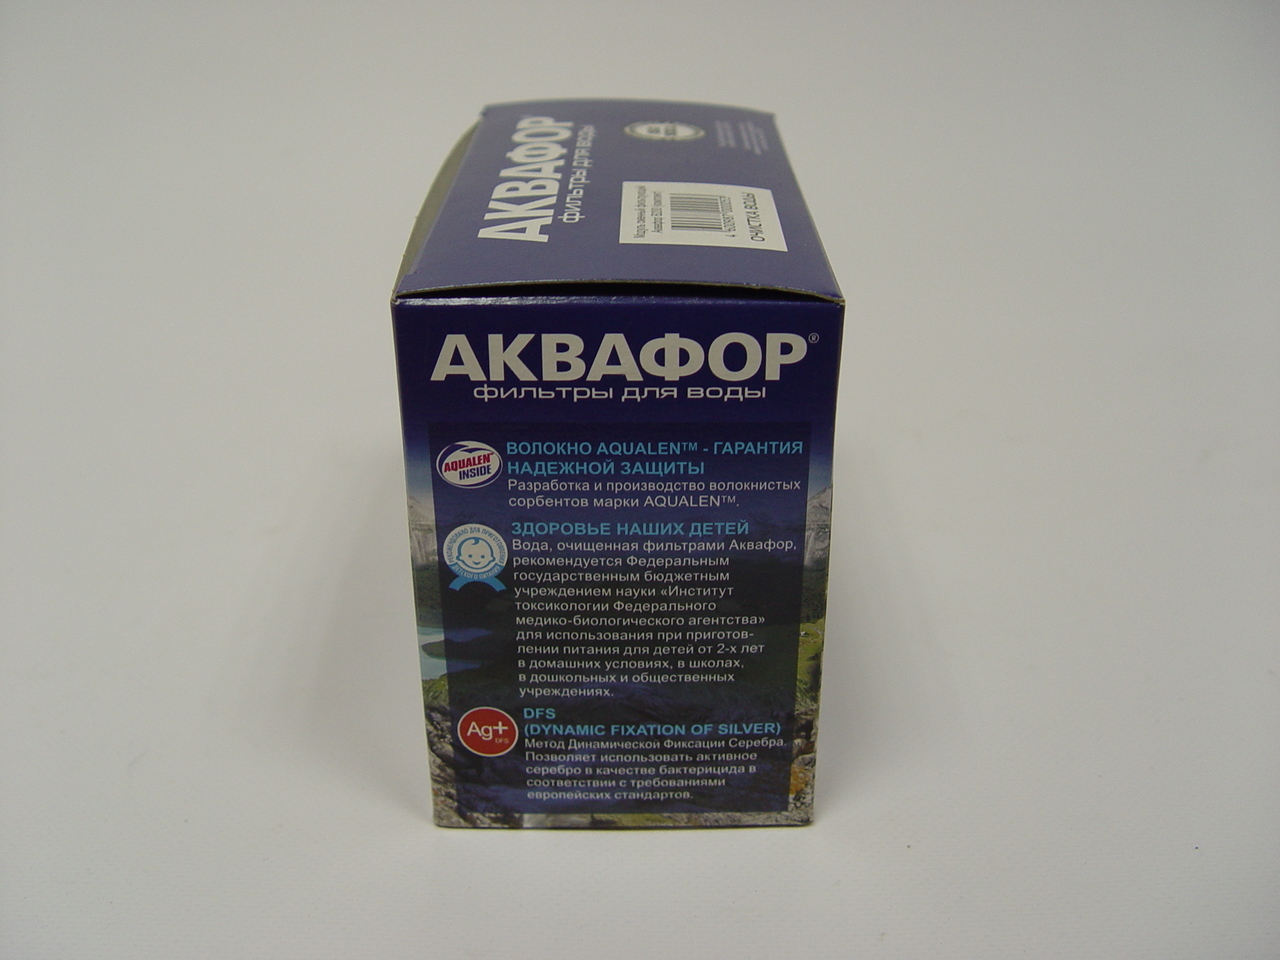 АКВАФОР
фильтры для воды
ОЧИСТКА ВОДЫ
АКВАФОР®
фильтры для воды
AQUALEN™
INSIDE
ВОЛОКНО AQUALEN™ - ГАРАНТИЯ
НАДЕЖНОЙ ЗАЩИТЫ
Разработка и производство волокнистых
сорбентов марки AQUALEN™.
ЗДОРОВЬЕ НАШИХ ДЕТЕЙ
Вода, очищенная фильтрами Аквафор,
рекомендуется Федеральным
государственным бюджетным
учреждением науки «Институт
токсикологии Федерального
медико-биологического агентства»
для использования при приготов-
лении питания для детей от 2-х лет
в домашних условиях, в школах,
в дошкольных и общественных
учреждениях.
Ag+
DFS
DFS
(DYNAMIC FIXATION OF SILVER)
Метод Динамической Фиксации Серебра.
Позволяет использовать активное
серебро в качестве бактерицида в
соответствии с требованиями
европейских стандартов.